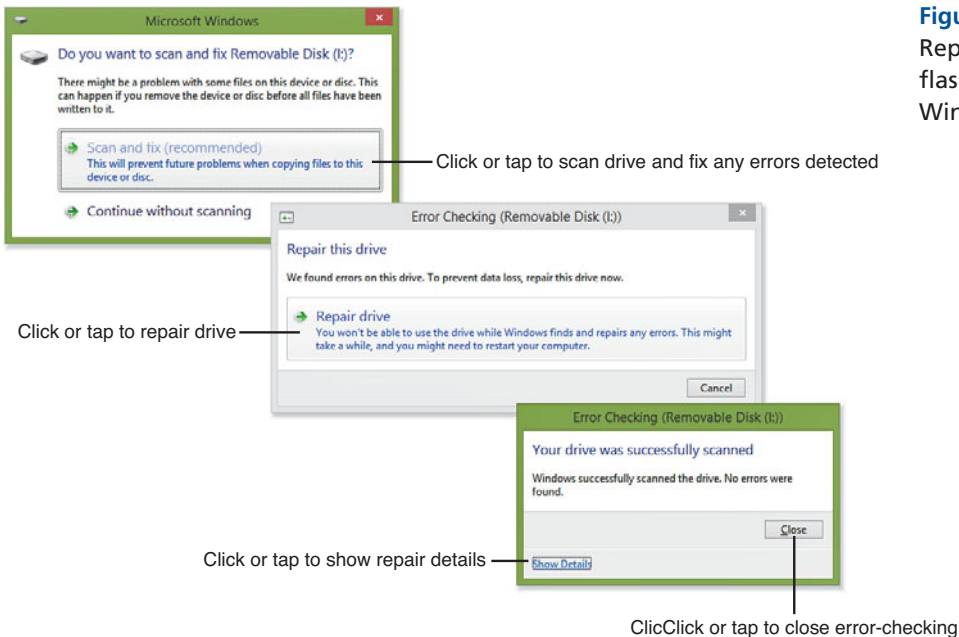 Microsoft Windows
Do you want to scan and fix Removable Disk (I:)?
There might be a problem with some files on this device or disc. This
can happen if you remove the device or disc before all files have been
written to it.
Scan and fix (recommended)
This will prevent future problems when copying files to this
device or disc.
Continue without scanning
Click or tap to scan drive and fix any errors detected
Error Checking (Removable Disk (I:))
Repair this drive
We found errors on this drive. To prevent data loss, repair this drive now.
Repair drive
You won't be able to use the drive while Windows finds and repairs any errors. This might
take a while, and you might need to restart your computer.
Cancel
Click or tap to repair drive
Error Checking (Removable Disk (I:))
Your drive was successfully scanned
Windows successfully scanned the drive. No errors were
found.
Close
Show Details
Click or tap to show repair details
ClicClick or tap to close error-checking
Figu
Rep
flas
Win